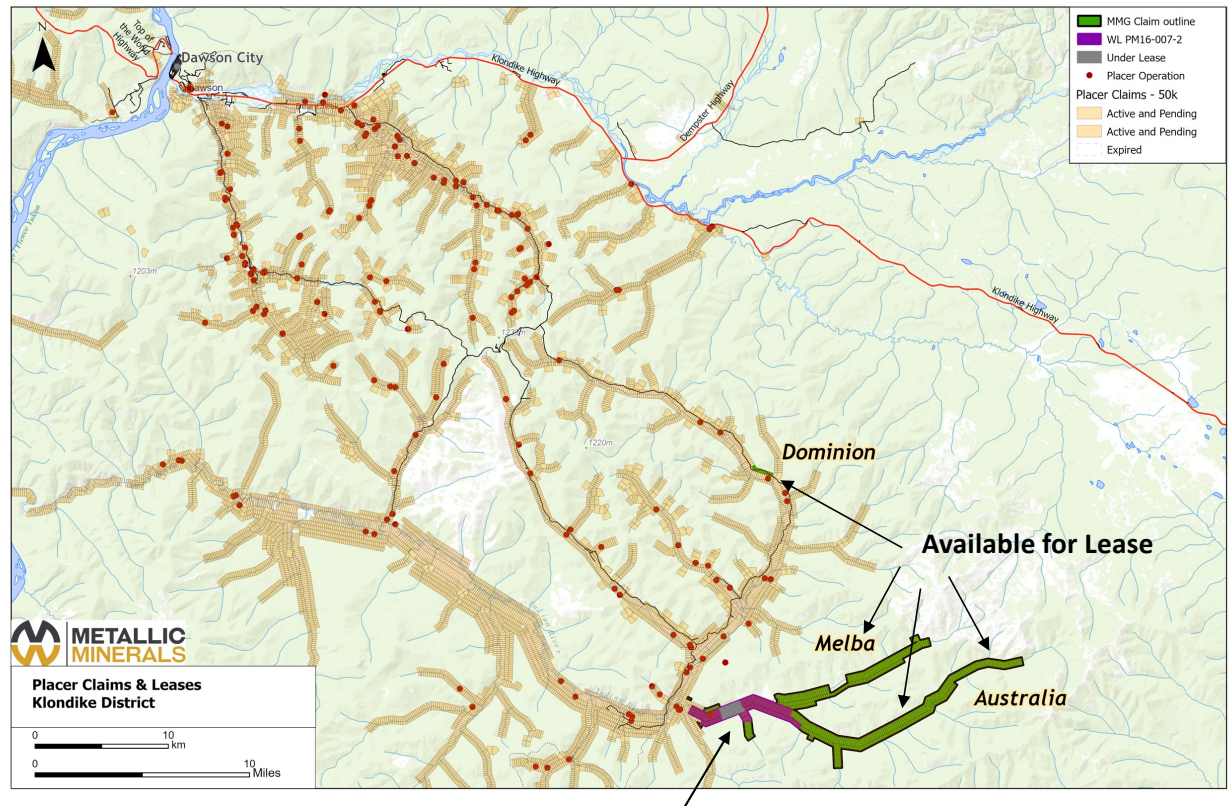 N
Top of
the World
Highway
Dawson City
Dawson
Klondike Highway
Dempster Highway
MMG Claim outline
WL PM16-007-2
Under Lease
Placer Operation
Placer Claims - 50k
Active and Pending
Active and Pending
Expired
1203m
Klondike Highway
1220m
Dominion
Available for Lease
Melba
Australia
METALLIC
MINERALS
Placer Claims & Leases
Klondike District
0 10
km
0 10
Miles